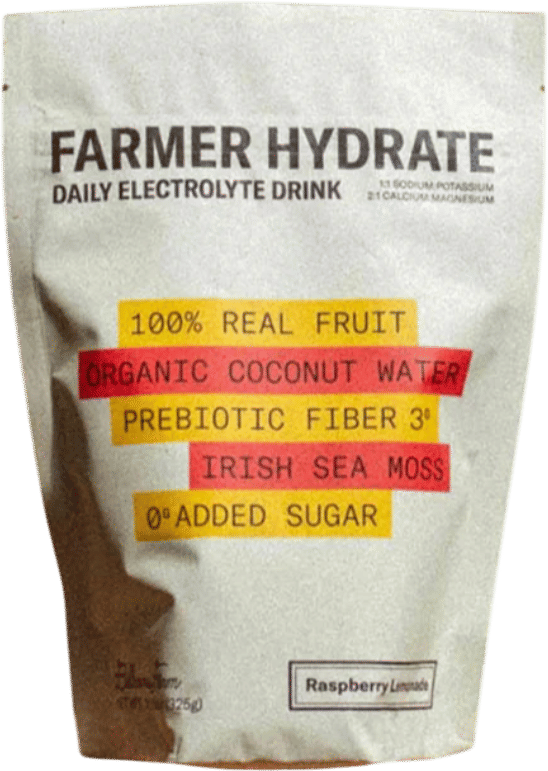 FARMER HYDRATE
DAILY ELECTROLYTE DRINK
1:1 SODIUM:POTASSIUM
2:1 CALCIUM:MAGNESIUM
100% REAL FRUIT
ORGANIC COCONUT WATER
PREBIOTIC FIBER 3g
IRISH SEA MOSS
0g ADDED SUGAR
(325g)
Raspberry Lemonade